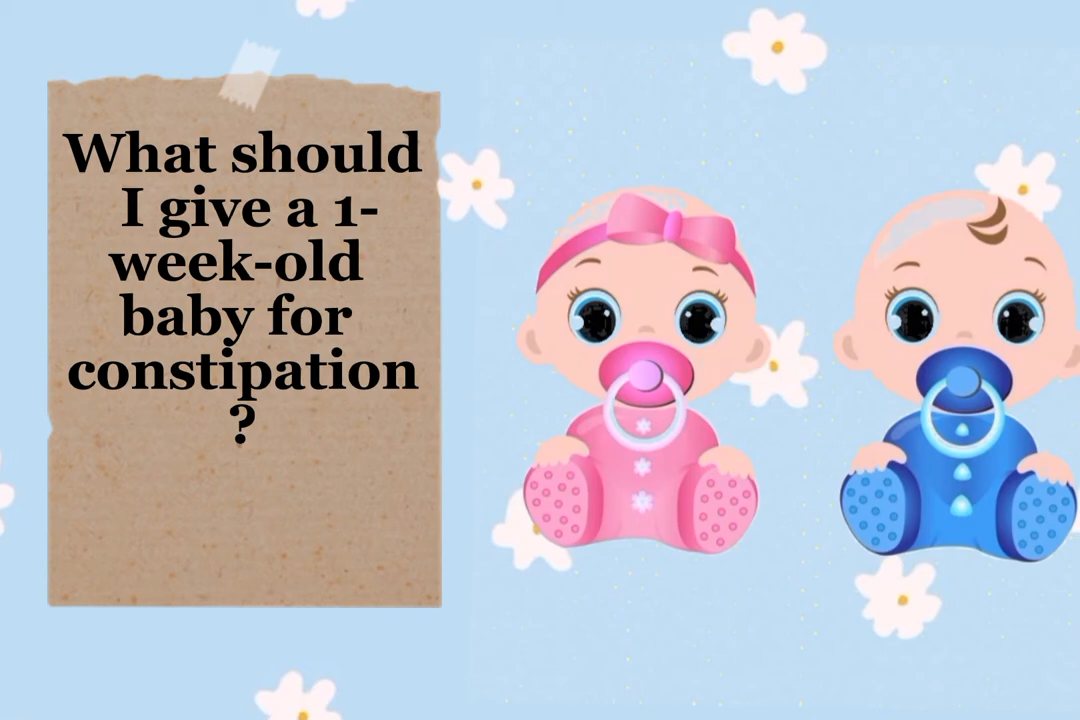 What should
I give a 1-
week-old
baby for
constipation
?